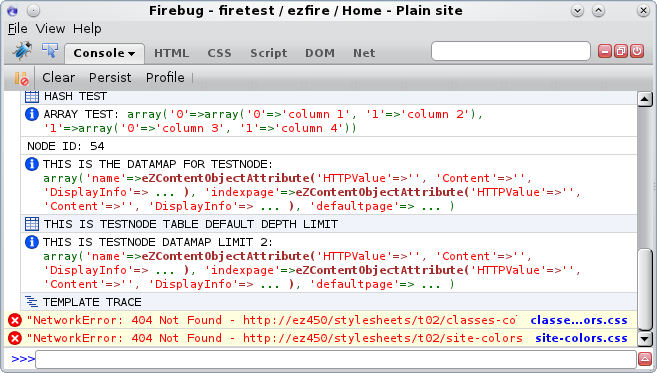 Firebug - firetest / ezfire / Home - Plain site
File View
Console HTML CSS Script DOM Net
Clear Persist Profile
HASH TEST
ARRAY TEST: array('0'=>array('0'=>'column 1', '1'=>'column 2'),
'1'=>array('0'=>'column 3', '1'=>'column 4'))
NODE ID: 54
THIS IS THE DATAMAP FOR TESTNODE:
array('name'=>eZContentObjectAttribute('HTTPValue'=>'', 'Content'=>'',
'DisplayInfo'=> ... ), 'indexpage'=>eZContentObjectAttribute('HTTPValue'=>'',
'Content'=>'', 'DisplayInfo'=> ... ), 'defaultpage'=> ... )
THIS IS TESTNODE TABLE DEFAULT DEPTH LIMIT
THIS IS TESTNODE DATAMAP LIMIT 2:
array('name'=>eZContentObjectAttribute('HTTPValue'=>'', 'Content'=>'',
'DisplayInfo'=> ... ), 'indexpage'=>eZContentObjectAttribute('HTTPValue'=>'',
'Content'=>'', 'DisplayInfo'=> ... ), 'defaultpage'=> ... )
TEMPLATE TRACE
"NetworkError: 404 Not Found - http://ez450/stylesheets/t02/classes-co classe...ors.css
"NetworkError: 404 Not Found - http://ez450/stylesheets/t02/site-colors site-colors.css
>>>